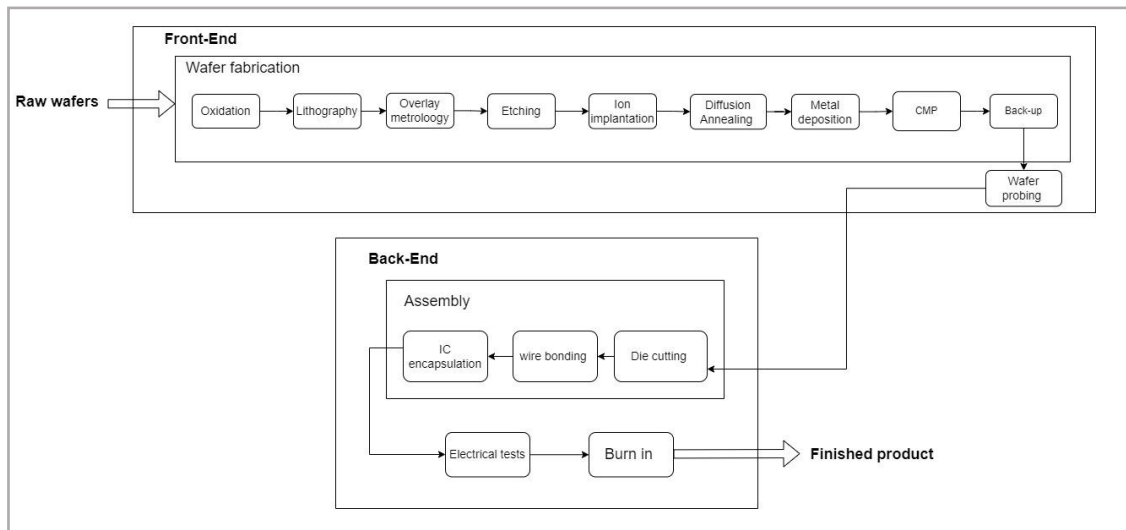 Front-End
Wafer fabrication
Raw wafers
Oxidation
Lithography
Overlay
metroloogy
Etching
Ion
implantation
Diffusion
Annealing
Metal
deposition
CMP
Back-up
Wafer
probing
Back-End
Assembly
IC
encapsulation
wire bonding
Die cutting
Electrical tests
Burn in
Finished product